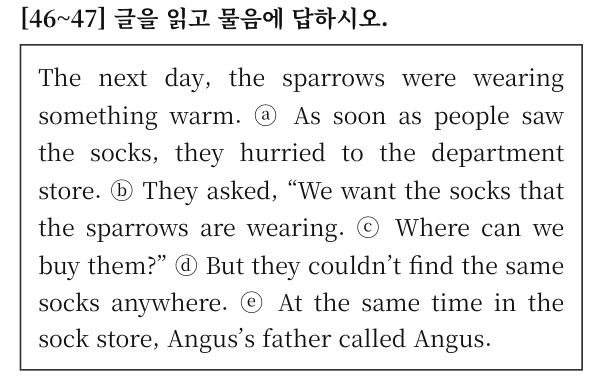 [46~47] 글을 읽고 물음에 답하시오.
The next day, the sparrows were wearing
something warm. ⓐ As soon as people saw
the socks, they hurried to the department
store. ⓑ They asked, “We want the socks that
the sparrows are wearing. ⓒ Where can we
buy them?” ⓓ But they couldn’t find the same
socks anywhere. ⓔ At the same time in the
sock store, Angus’s father called Angus.